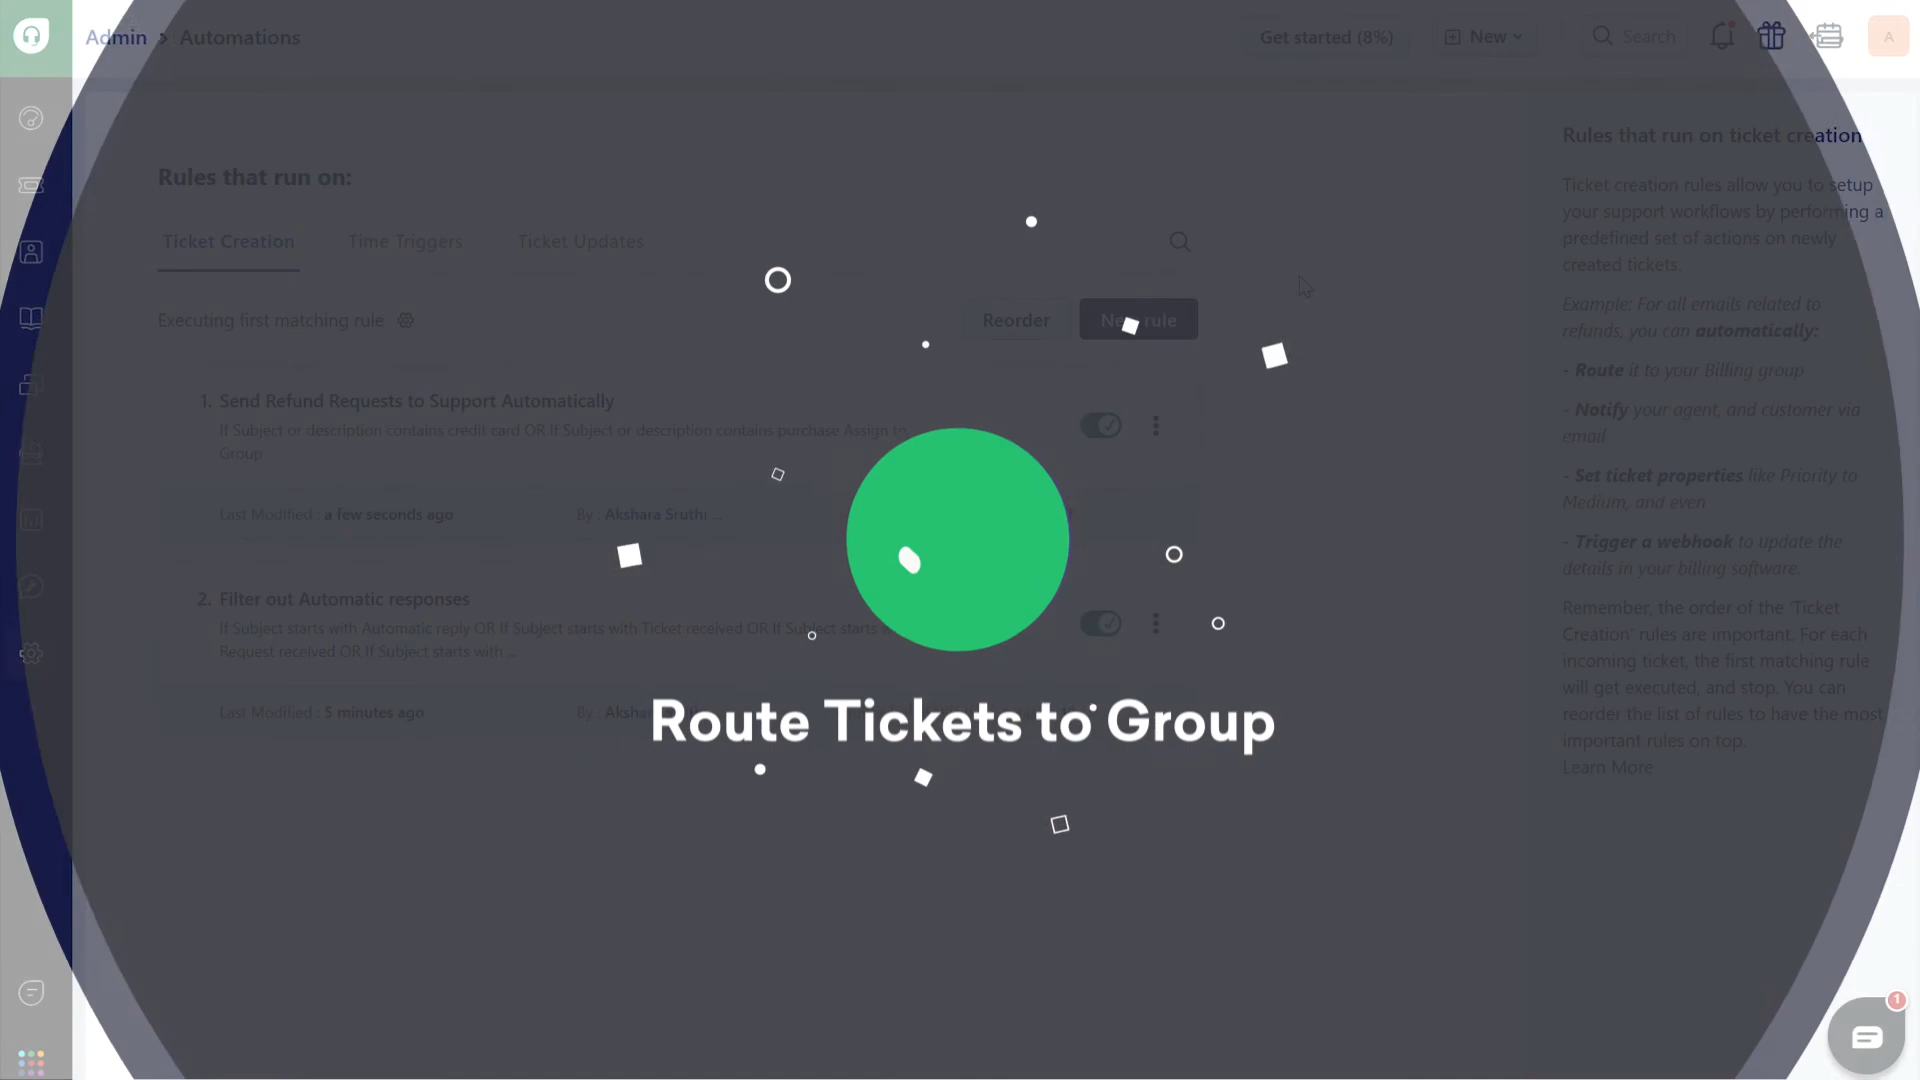 Admin > Automations
Get started (8%)
New
Search
A
Rules that run on:
Ticket Creation
Time Triggers
Ticket Updates
Executing first matching rule
Reorder
rule
1. Send Refund Requests to Support Automatically
If Subject or description contains credit card OR If Subject or description contains purchase Assign to
Group
Last Modified : a few seconds ago
By : Akshara Sruthi ...
2. Filter out Automatic responses
If Subject starts with Automatic reply OR If Subject starts with Ticket received OR If Subject starts
Request received OR If Subject starts with ...
Last Modified : 5 minutes ago
By :
Route Tickets to Group
Rules that run on ticket creation
Ticket creation rules allow you to setup
your support workflows by performing a
predefined set of actions on newly
created tickets.
Example: For all emails related to
refunds, you can automatically:
- Route it to your Billing group
- Notify your agent, and customer via
email
- Set ticket properties like Priority to
Medium, and even
- Trigger a webhook to update the
details in your billing software.
Remember, the order of the 'Ticket
Creation' rules are important. For each
incoming ticket, the first matching rule
will get executed, and stop. You can
reorder the list of rules to have the most
important rules on top.
Learn More
1